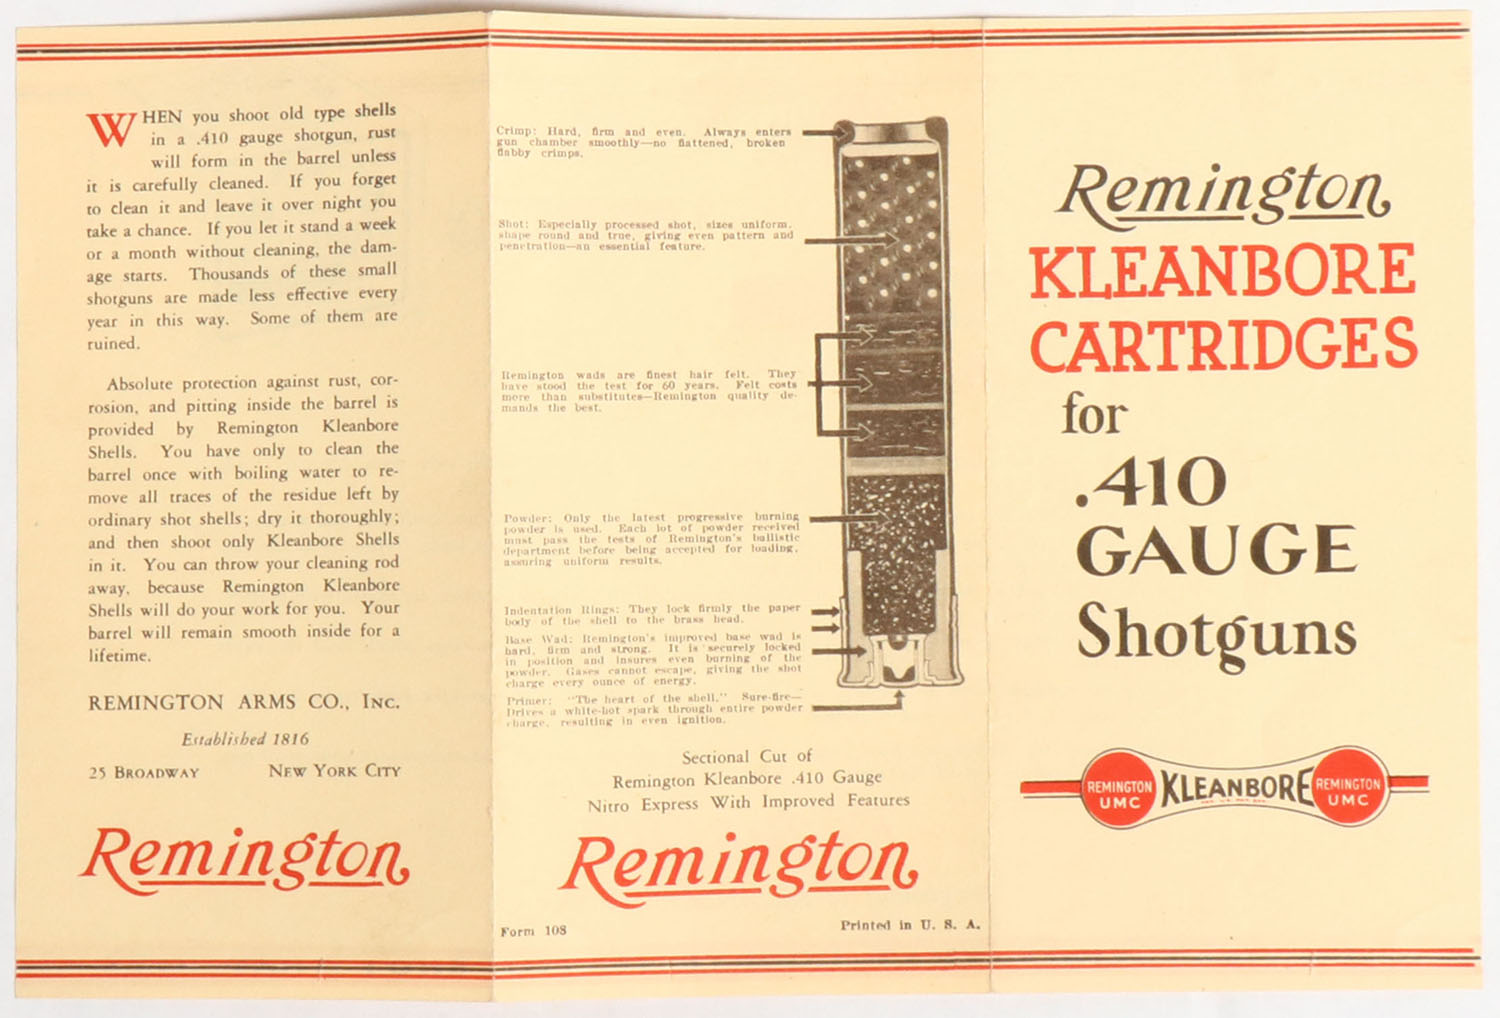 WHEN you shoot old type shells
in a .410 gauge shotgun, rust
will form in the barrel unless
it is carefully cleaned. If you forget
to clean it and leave it over night you
take a chance. If you let it stand a week
or a month without cleaning, the dam-
age starts. Thousands of these small
shotguns are made less effective every
year in this way. Some of them are
ruined.
Absolute protection against rust, cor-
rosion, and pitting inside the barrel is
provided by Remington Kleanbore
Shells. You have only to clean the
barrel once with boiling water to re-
move all traces of the residue left by
ordinary shot shells; dry it thoroughly;
and then shoot only Kleanbore Shells
in it. You can throw your cleaning rod
away, because Remington Kleanbore
Shells will do your work for you. Your
barrel will remain smooth inside for a
lifetime.
REMINGTON ARMS CO., INC.
Established 1816
25 BROADWAY NEW YORK CITY
Remington
Crimp: Hard, firm and even. Always enters
gun chamber smoothly—no flattened, broken
flabby crimps.
Shot: Especially processed shot, sizes uniform,
shape round and true, giving even pattern and
penetration—an essential feature.
Remington wads are finest hair felt. They
have stood the test for 60 years. Felt costs
more than substitutes—Remington quality de-
mands the best.
Powder: Only the latest progressive burning
powder is used. Each lot of powder received
must pass the tests of Remington's ballistic
department before being accepted for loading,
assuring uniform results.
Indentation Rings: They lock firmly the paper
body of the shell to the brass head.
Base Wad: Remington's improved base wad is
hard, firm and strong. It is securely locked
in position and insures even burning of the
powder. Gases cannot escape, giving the shot
charge every ounce of energy.
Primer: "The heart of the shell." Sure-fire—
Drives a white-hot spark through entire powder
charge, resulting in even ignition.
Sectional Cut of
Remington Kleanbore .410 Gauge
Nitro Express With Improved Features
Remington
Form 108
Printed in U. S. A.
Remington
KLEANBORE
CARTRIDGES
for
.410
GAUGE
Shotguns
REMINGTON UMC KLEANBORE REMINGTON UMC